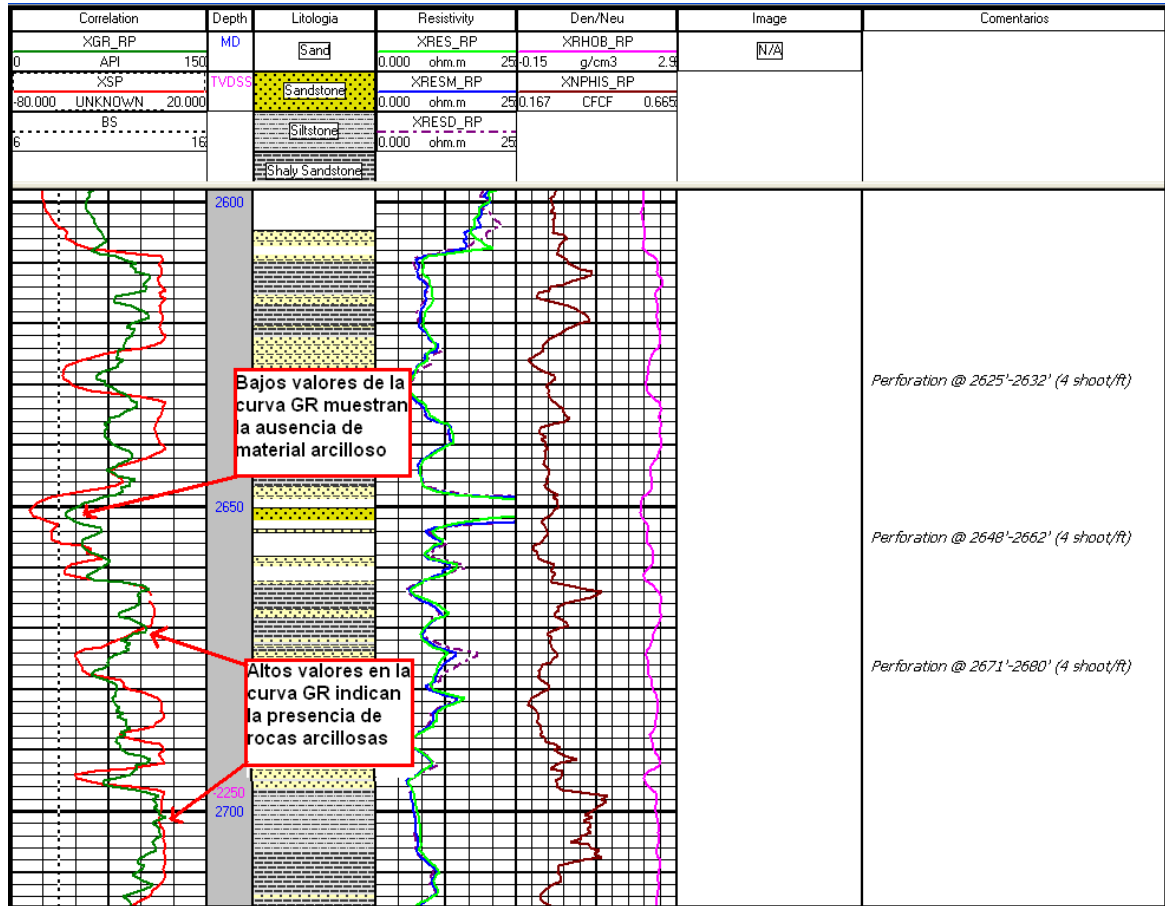 Correlation Depth Litologia Resistivity Den/Neu Image Comentarios
XGR_RP MD Sand XRES_RP XRHOB_RP N/A
0 API 150 0.000 ohm.m 25 -0.15 g/cm3 2.9
XSP TVDSS Sandstone XRESM_RP XNPHIS_RP
-80.000 UNKNOWN 20.000 0.000 ohm.m 25 0.167 CFCF 0.665
BS Siltstone XRESD_RP
6 16 0.000 ohm.m 25
Shaly Sandstone
2600
Bajos valores de la
curva GR muestran
la ausencia de
material arcilloso
Perforation @ 2625'-2632' (4 shoot/ft)
2650
Perforation @ 2648'-2662' (4 shoot/ft)
Altos valores en la
curva GR indican
la presencia de
rocas arcillosas
Perforation @ 2671'-2680' (4 shoot/ft)
-2250
2700